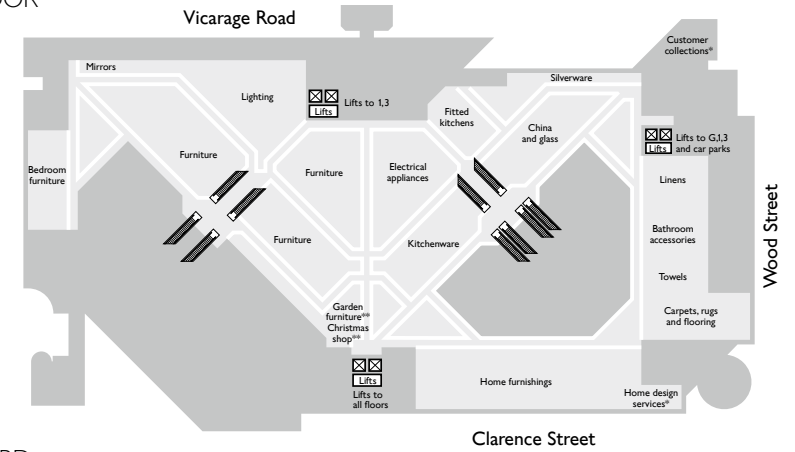 Vicarage Road
Customer
collections*
Mirrors
Silverware
Lighting
Lifts to 1,3
Lifts
Fitted
kitchens
China
and glass
Lifts to G,1,3
and car parks
Lifts
Furniture
Bedroom
furniture
Furniture
Electrical
appliances
Linens
Wood Street
Furniture
Kitchenware
Bathroom
accessories
Towels
Garden
furniture**
Christmas
shop**
Carpets, rugs
and flooring
Lifts
Lifts to
all floors
Home furnishings
Home design
services*
Clarence Street